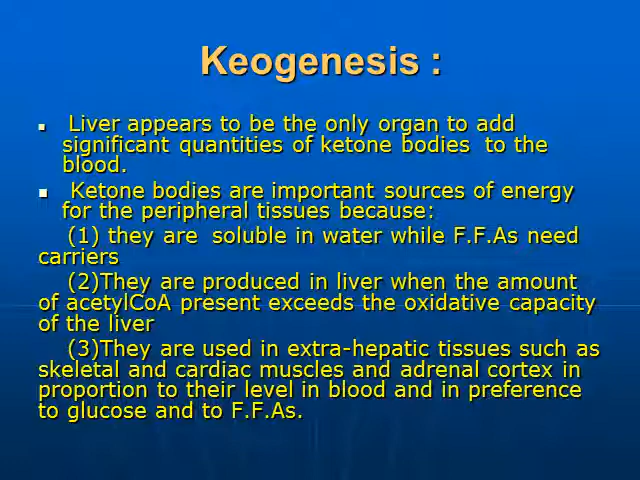 Keogenesis :
Liver appears to be the only organ to add
significant quantities of ketone bodies to the
blood.
Ketone bodies are important sources of energy
for the peripheral tissues because:
(1) they are soluble in water while F.F.As need
carriers
(2)They are produced in liver when the amount
of acetylCoA present exceeds the oxidative capacity
of the liver
(3)They are used in extra-hepatic tissues such as
skeletal and cardiac muscles and adrenal cortex in
proportion to their level in blood and in preference
to glucose and to F.F.As.